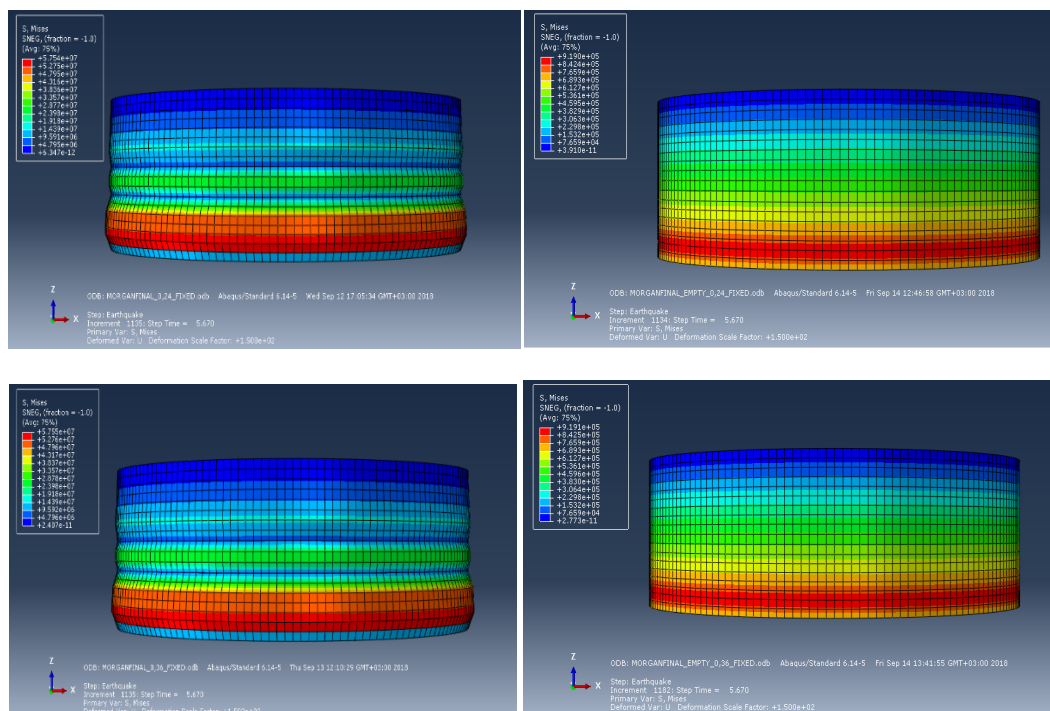 S, Mises
SNEG, (fraction = -1.0)
(Avg: 75%)
+5.754e+07
+5.275e+07
+4.795e+07
+4.316e+07
+3.836e+07
+3.357e+07
+2.877e+07
+2.398e+07
+1.918e+07
+1.439e+07
+9.591e+06
+4.795e+06
+6.347e-12
Z
X
ODB: MORGANFINAL_0,24_FIXED.odb Abaqus/Standard 6.14-5 Wed Sep 12 17:05:34 GMT+03:00 2018
Step: Earthquake
Increment 1135: Step Time = 5.670
Primary Var: S, Mises
Deformed Var: U Deformation Scale Factor: +1.500e+02
S, Mises
SNEG, (fraction = -1.0)
(Avg: 75%)
+9.190e+05
+8.424e+05
+7.659e+05
+6.893e+05
+6.127e+05
+5.361e+05
+4.595e+05
+3.829e+05
+3.063e+05
+2.298e+05
+1.532e+05
+7.659e+04
+3.910e-11
Z
X
ODB: MORGANFINAL_EMPTY_0,24_FIXED.odb Abaqus/Standard 6.14-5 Fri Sep 14 12:46:58 GMT+03:00 2018
Step: Earthquake
Increment 1134: Step Time = 5.670
Primary Var: S, Mises
Deformed Var: U Deformation Scale Factor: +1.500e+02
S, Mises
SNEG, (fraction = -1.0)
(Avg: 75%)
+5.755e+07
+5.276e+07
+4.796e+07
+4.317e+07
+3.837e+07
+3.357e+07
+2.878e+07
+2.398e+07
+1.918e+07
+1.439e+07
+9.592e+06
+4.796e+06
+2.407e-11
Z
X
ODB: MORGANFINAL_0,36_FIXED.odb Abaqus/Standard 6.14-5 Thu Sep 13 12:10:29 GMT+03:00 2018
Step: Earthquake
Increment 1135: Step Time = 5.670
Primary Var: S, Mises
Deformed Var: U Deformation Scale Factor: +1.500e+02
S, Mises
SNEG, (fraction = -1.0)
(Avg: 75%)
+9.191e+05
+8.425e+05
+7.659e+05
+6.893e+05
+6.127e+05
+5.361e+05
+4.596e+05
+3.830e+05
+3.064e+05
+2.298e+05
+1.532e+05
+7.659e+04
+2.773e-11
Z
X
ODB: MORGANFINAL_EMPTY_0,36_FIXED.odb Abaqus/Standard 6.14-5 Fri Sep 14 13:41:55 GMT+03:00 2018
Step: Earthquake
Increment 1182: Step Time = 5.670
Primary Var: S, Mises
Deformed Var: U Deformation Scale Factor: +1.500e+02